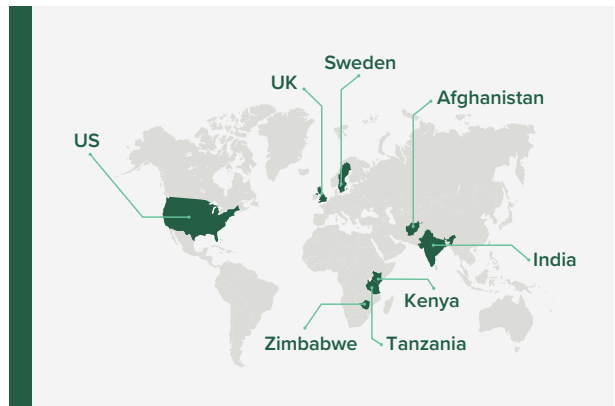 Sweden
UK
Afghanistan
US
India
Kenya
Zimbabwe
Tanzania